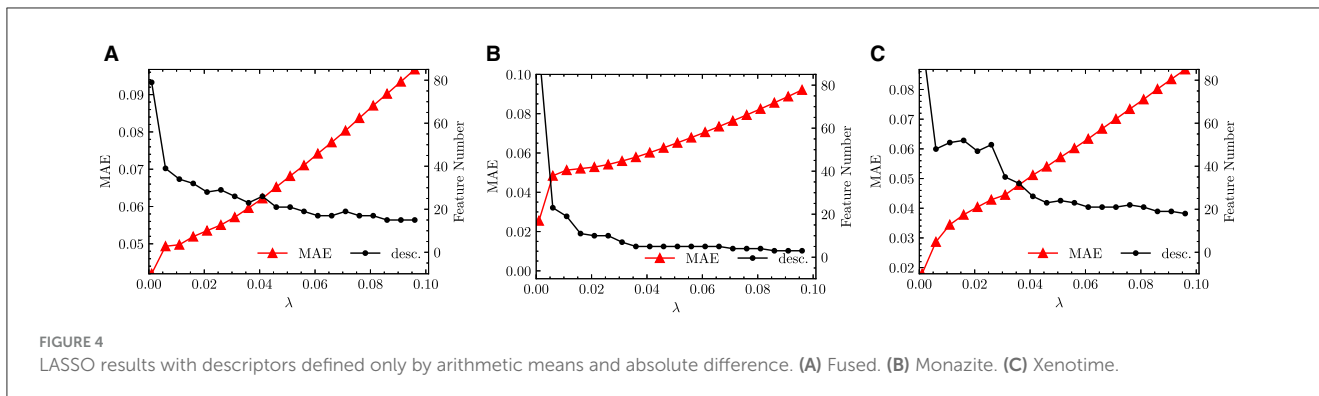 A
0.09
0.08
0.07
0.06
0.05
MAE
80
60
40
20
0
Feature Number
MAE
desc.
0.00 0.02 0.04 0.06 0.08 0.10
λ
B
0.10
0.08
0.06
0.04
0.02
0.00
MAE
80
60
40
20
0
Feature Number
MAE
desc.
0.00 0.02 0.04 0.06 0.08 0.10
λ
C
0.08
0.07
0.06
0.05
0.04
0.03
0.02
MAE
80
60
40
20
0
Feature Number
MAE
desc.
0.00 0.02 0.04 0.06 0.08 0.10
λ
FIGURE 4
LASSO results with descriptors defined only by arithmetic means and absolute difference. (A) Fused. (B) Monazite. (C) Xenotime.